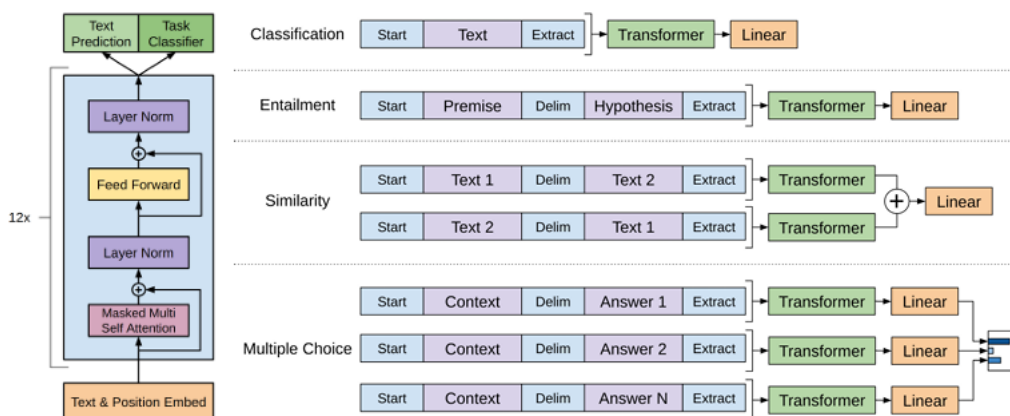 Text
Prediction
Task
Classifier
12x
Layer Norm
Feed Forward
Layer Norm
Masked Multi
Self Attention
Text & Position Embed
Classification Start Text Extract Transformer Linear
Entailment Start Premise Delim Hypothesis Extract Transformer Linear
Similarity
Start Text 1 Delim Text 2 Extract Transformer
Linear
Start Text 2 Delim Text 1 Extract Transformer
Multiple Choice
Start Context Delim Answer 1 Extract Transformer Linear
Start Context Delim Answer 2 Extract Transformer Linear
Start Context Delim Answer N Extract Transformer Linear